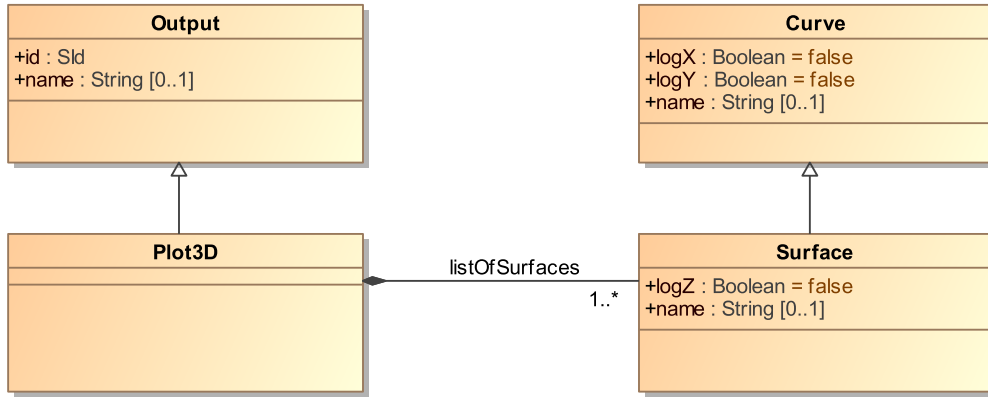 Output
+id : SId
+name : String [0..1]
Curve
+logX : Boolean = false
+logY : Boolean = false
+name : String [0..1]
Plot3D
listOfSurfaces
1..*
Surface
+logZ : Boolean = false
+name : String [0..1]